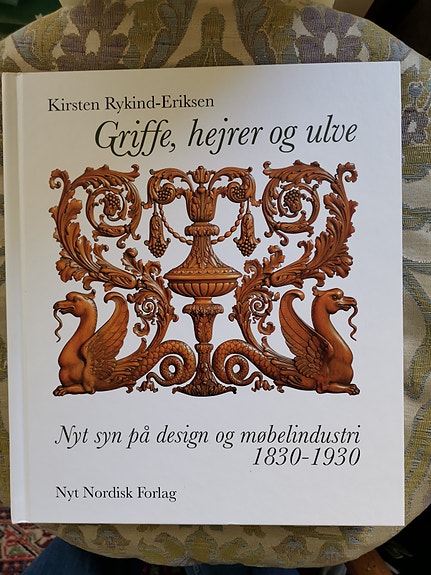 Kirsten Rykind-Eriksen
Griffe, hejrer og ulve
Nyt syn på design og møbelindustri
1830-1930
Nyt Nordisk Forlag